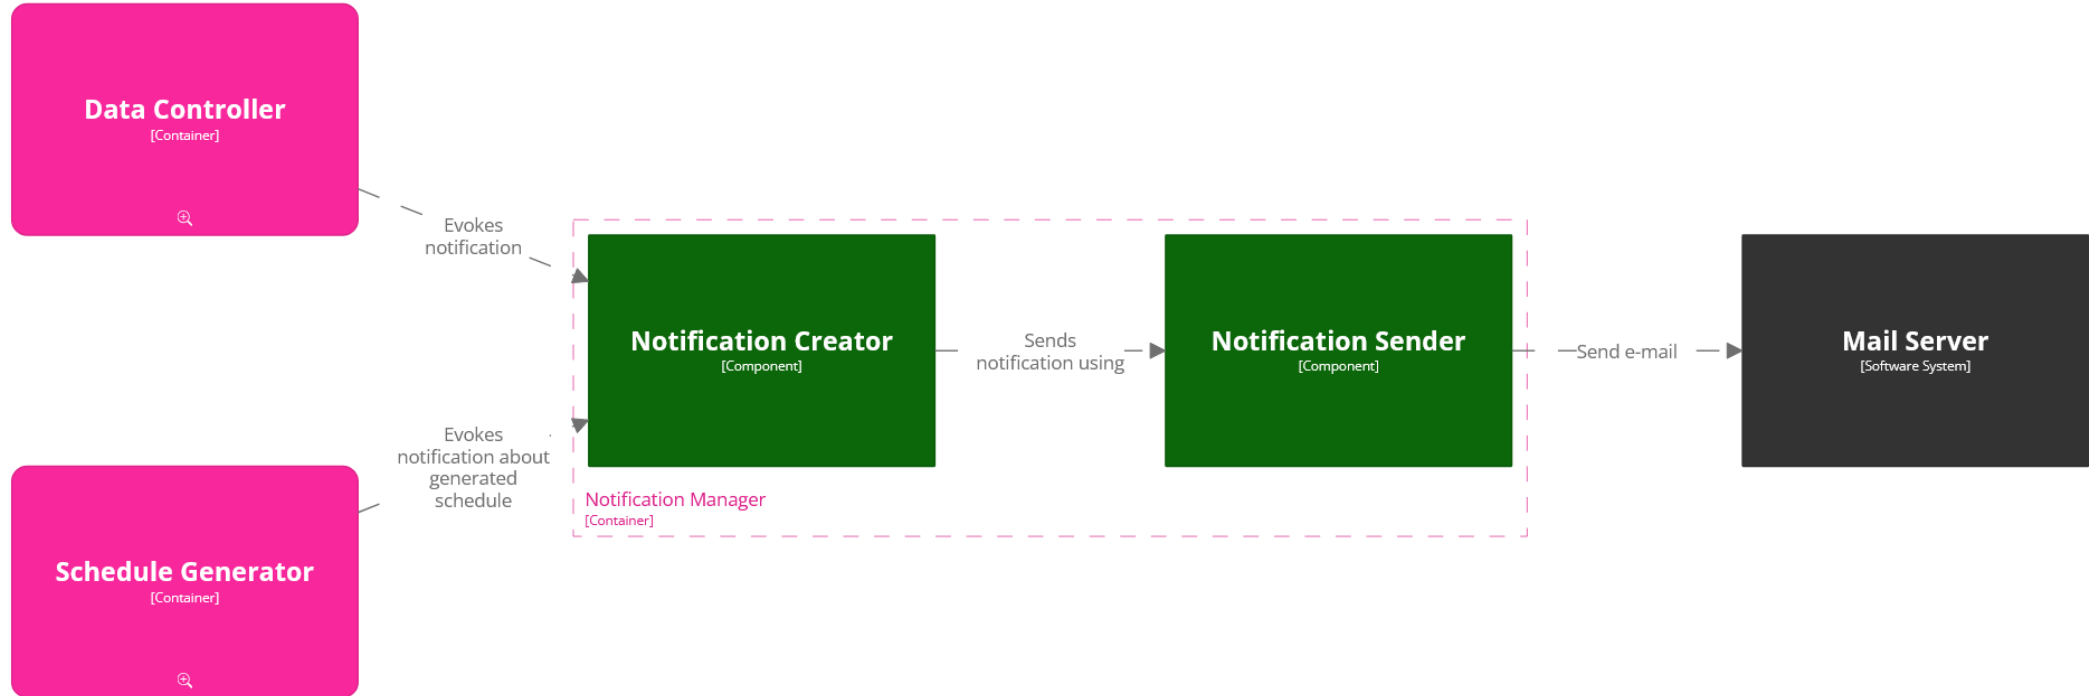 Data Controller
[Container]
Evokes
notification
Notification Creator
[Component]
Sends
notification using
Notification Sender
[Component]
Send e-mail
Mail Server
[Software System]
Evokes
notification about
generated
schedule
Notification Manager
[Container]
Schedule Generator
[Container]